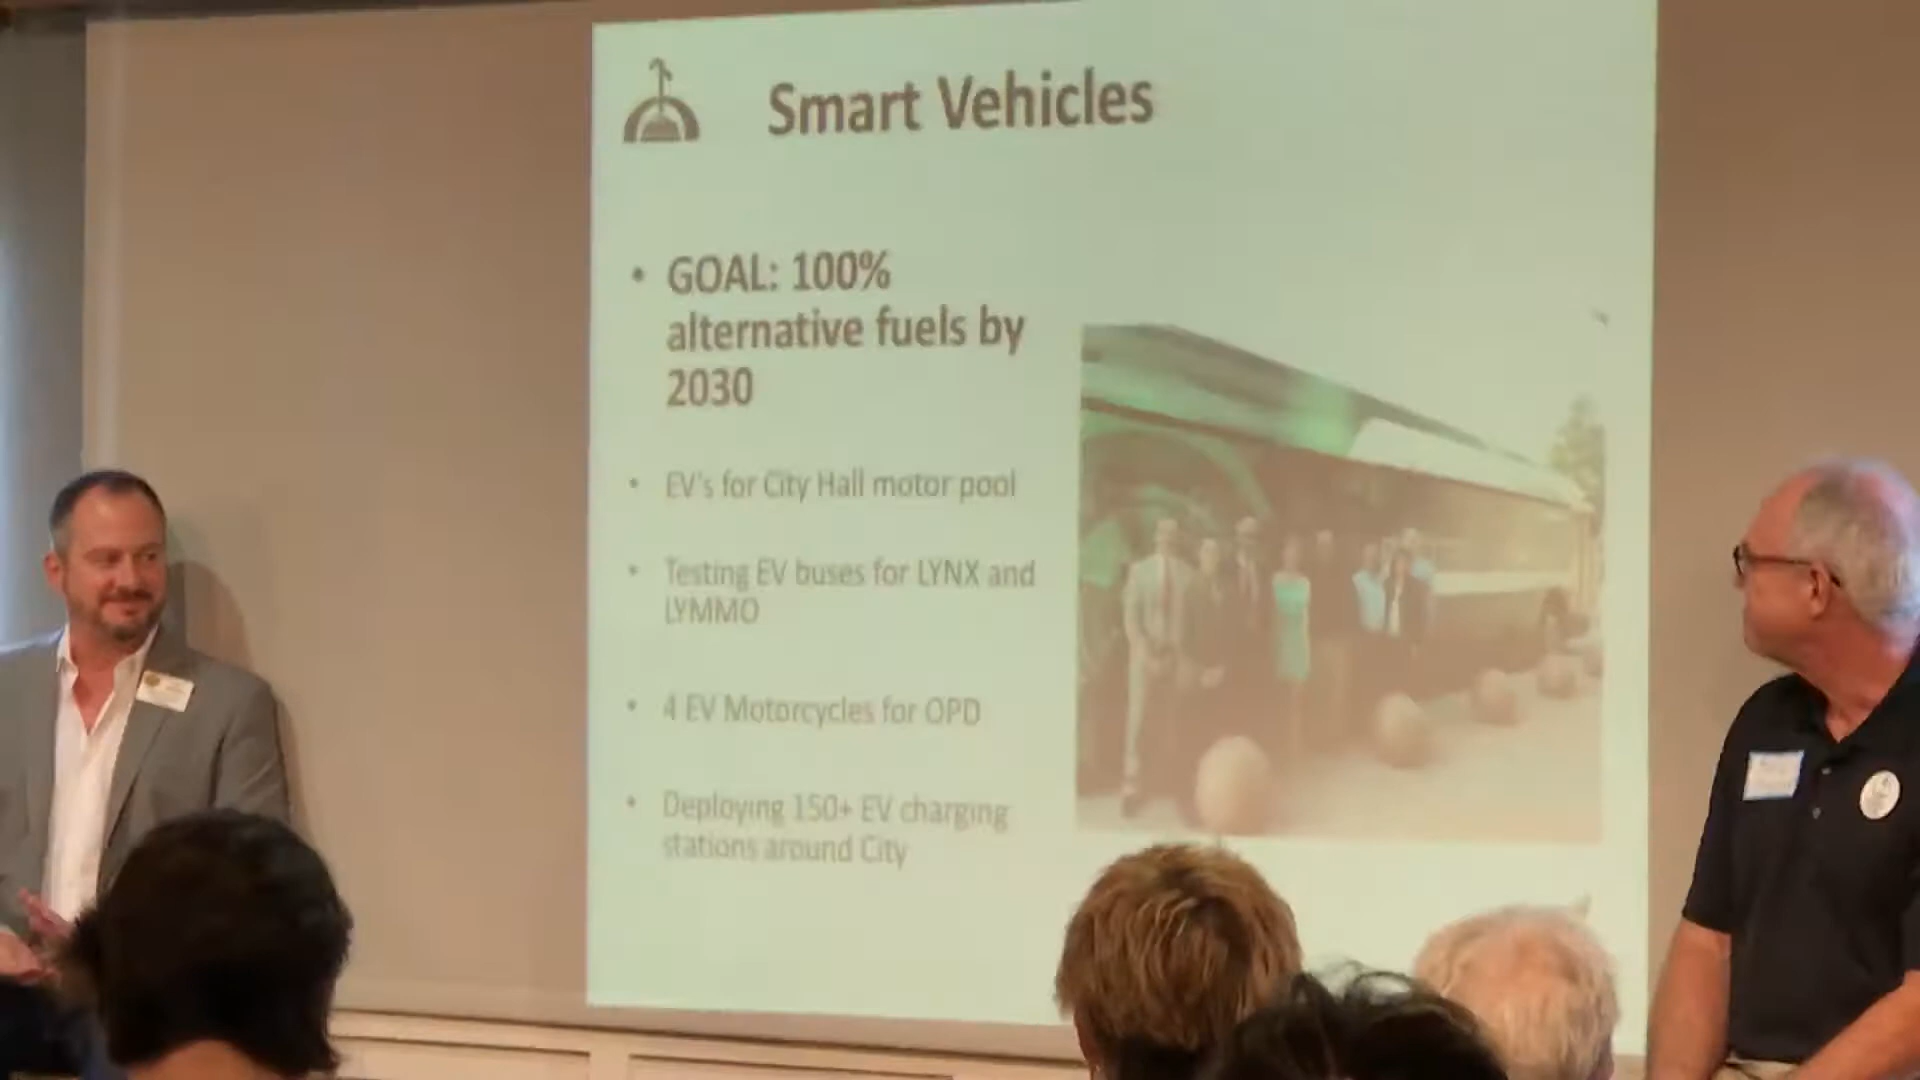 Smart Vehicles
• GOAL: 100%
alternative fuels by
2030
• EV's for City Hall motor pool
• Testing EV buses for LYNX and
LYMMO
• 4 EV Motorcycles for OPD
• Deploying 150+ EV charging
stations around City